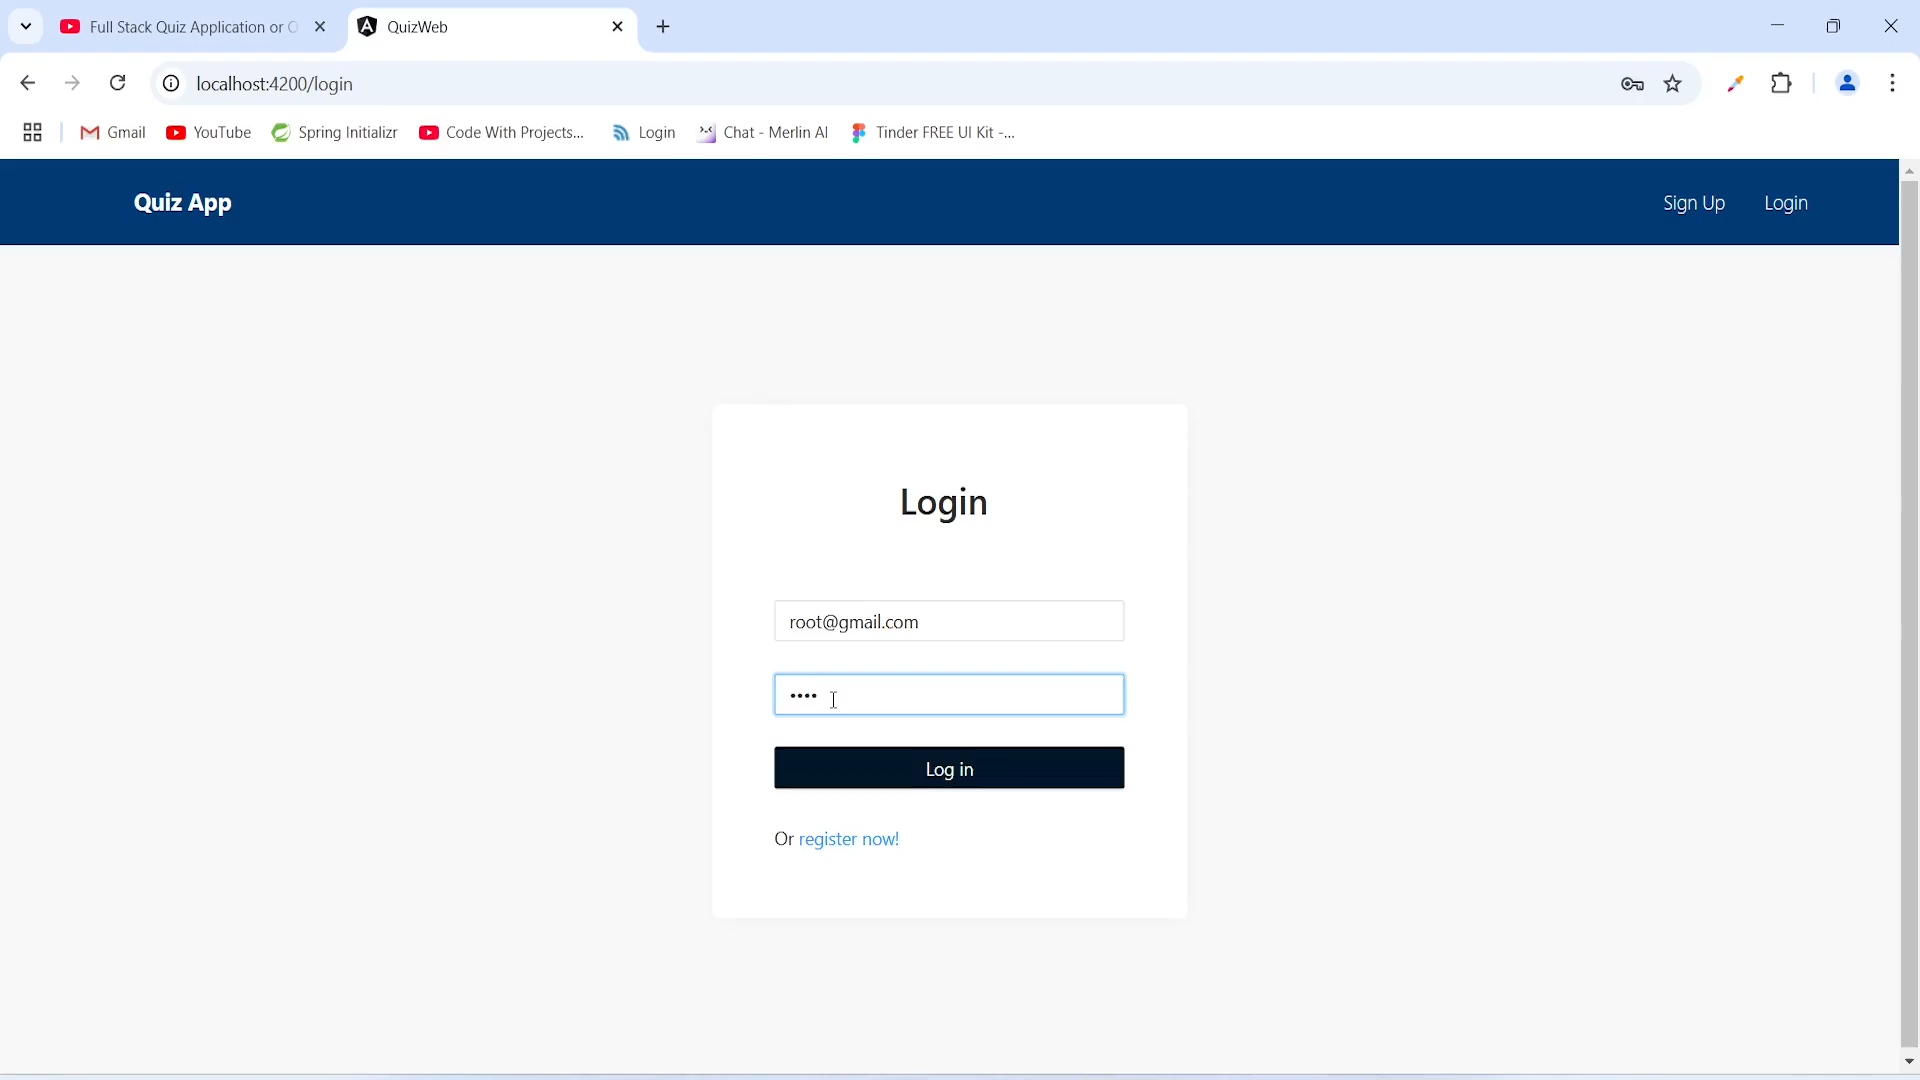 Full Stack Quiz Application or O
QuizWeb
localhost:4200/login
Gmail
YouTube
Spring Initializr
Code With Projects...
Login
Chat - Merlin AI
Tinder FREE UI Kit -...
Quiz App
Sign Up
Login
Login
root@gmail.com
••••
Log in
Or register now!